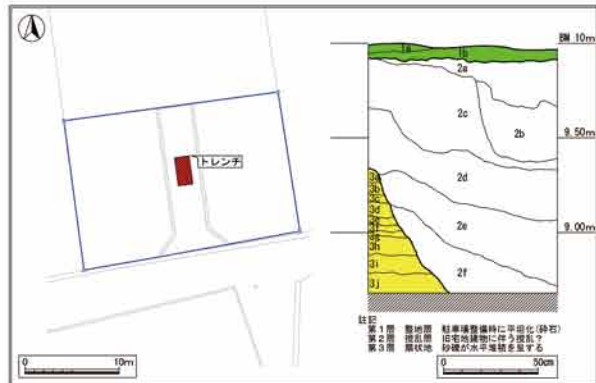 BM 10m
1a
1b
2a
2c
2b
9.50m
トレンチ
2d
3a
3b
3c
3d
2e
9.00m
3h
3i
2f
3j
註記
第1層 整地層 駐車場整備時に平坦化(砕石)
第2層 撹乱層 旧宅地建物に伴う撹乱?
第3層 扇状地 砂礫が水平堆積を呈する
0 10m
0 50cm